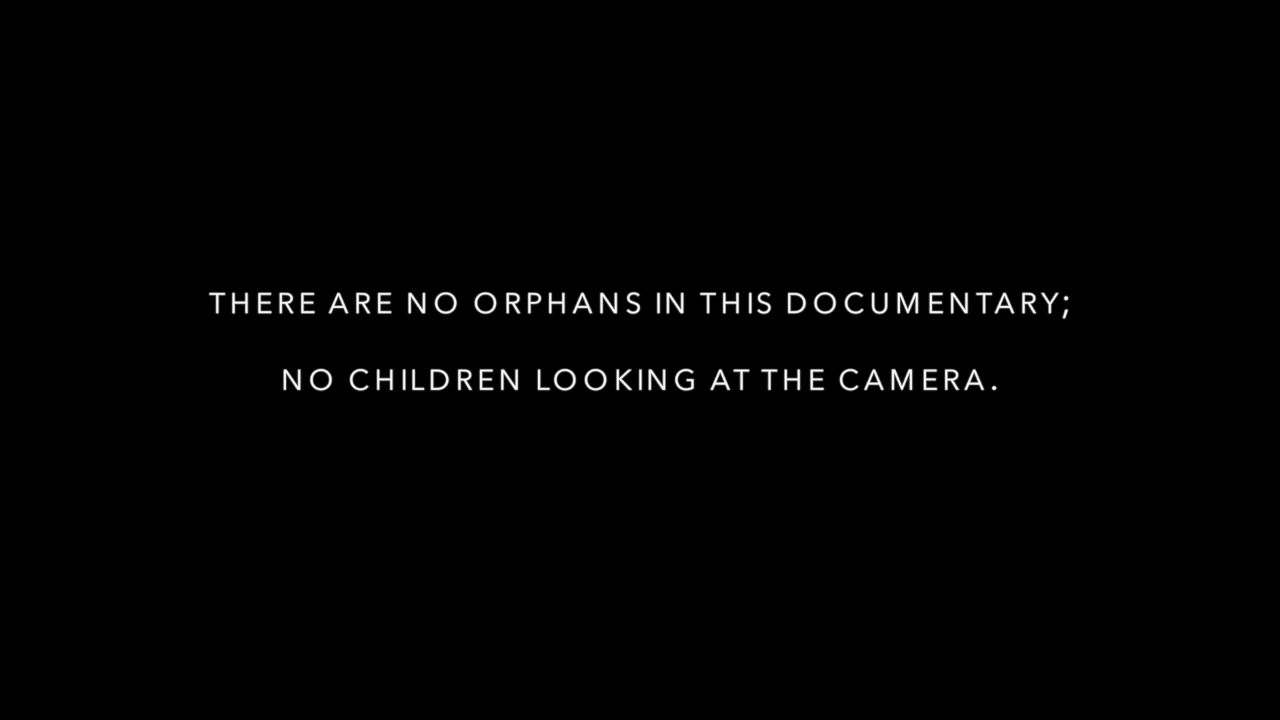 THERE ARE NO ORPHANS IN THIS DOCUMENTARY;
NO CHILDREN LOOKING AT THE CAMERA.